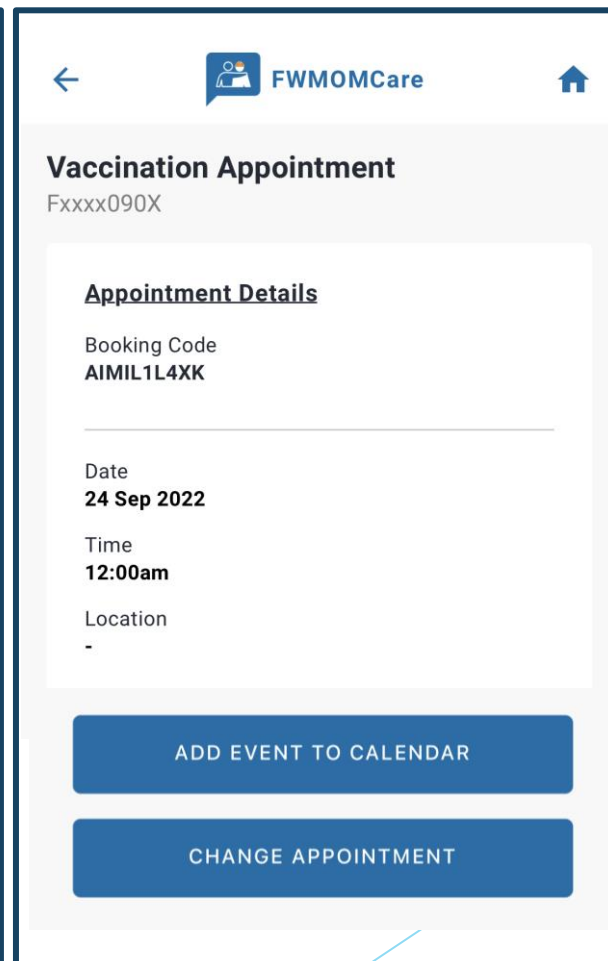 FWMOMCare
Vaccination Appointment
Fxxxx090X
Appointment Details
Booking Code
AIMIL1L4XK
Date
24 Sep 2022
Time
12:00am
Location
-
ADD EVENT TO CALENDAR
CHANGE APPOINTMENT